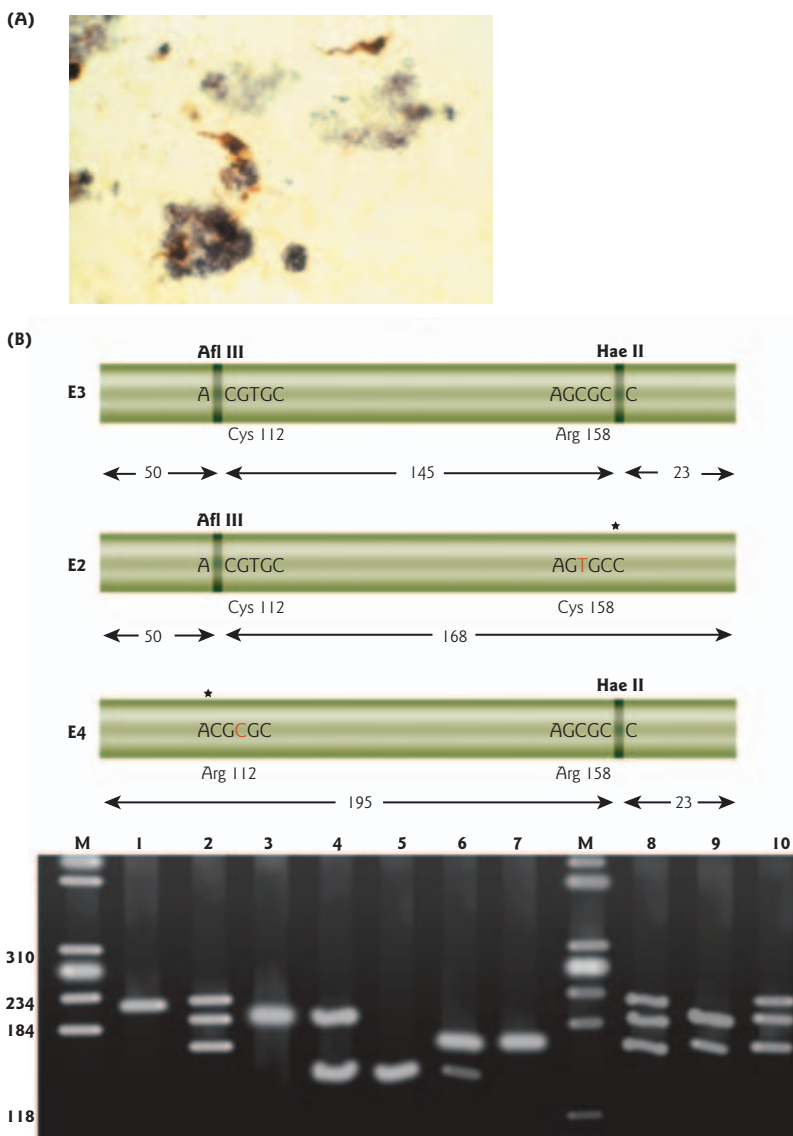 (A)
(B)
Afl III Hae II
E3 A CGTGC AGCGC C
Cys 112 Arg 158
50 145 23
Afl III ★
E2 A CGTGC AGTGCC
Cys 112 Cys 158
50 168
★ Hae II
E4 ACGCGC AGCGC C
Arg 112 Arg 158
195 23
M 1 2 3 4 5 6 7 M 8 9 10
310
234
184
118